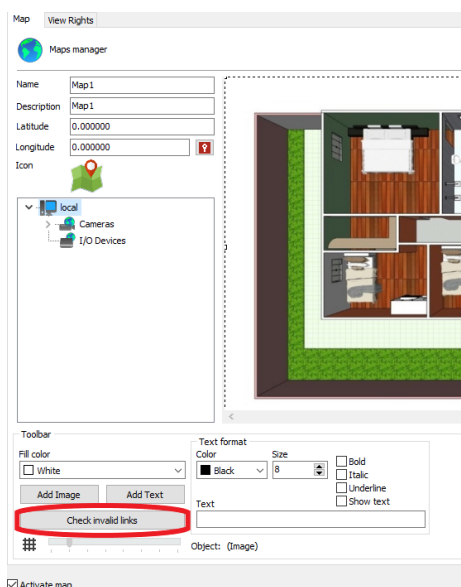 Map View Rights
Maps manager
Name Map1
Description Map1
Latitude 0.000000
Longitude 0.000000
Icon
local
Cameras
I/O Devices
Toolbar
Text format
Fill color Color Size
White Black 8 Bold
Italic
Underline
Add Image Add Text Text Show text
Check invalid links
Object: (Image)
Activate map